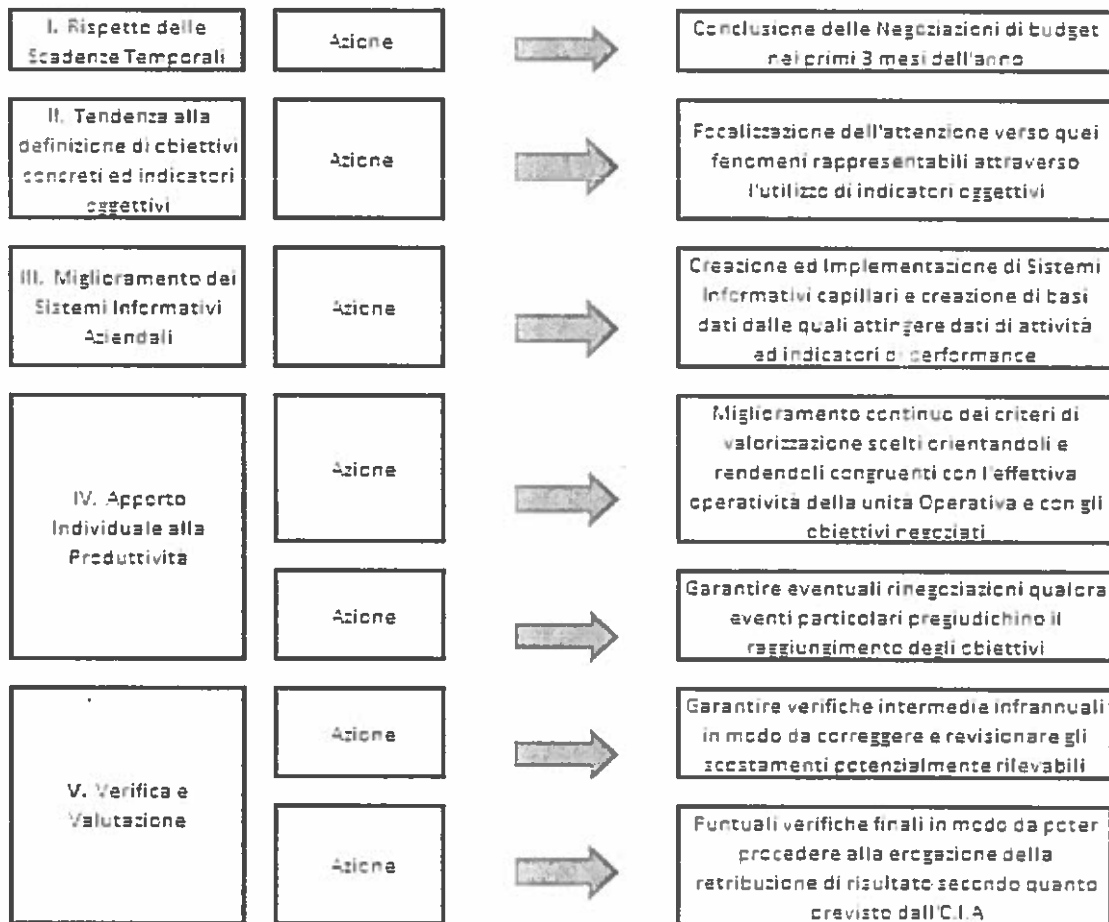 I. Rispetto delle
Scadenze Temporali
Azione
Conclusione delle Negoziazioni di budget
nei primi 3 mesi dell'anno
II. Tendenza alla
definizione di obiettivi
concreti ed indicatori
oggettivi
Azione
Focalizzazione dell'attenzione verso quei
fenomeni rappresentabili attraverso
l'utilizzo di indicatori oggettivi
III. Miglioramento dei
Sistemi Informativi
Aziendali
Azione
Creazione ed Implementazione di Sistemi
Informativi capillari e creazione di basi
dati dalle quali attingere dati di attività
ed indicatori di performance
IV. Apporto
Individuale alla
Produttività
Azione
Miglioramento continuo dei criteri di
valorizzazione scelti orientandoli e
rendendoli congruenti con l'effettiva
operatività della unità Operativa e con gli
obiettivi negoziati
Azione
Garantire eventuali rinegoziazioni qualora
eventi particolari pregiudichino il
raggiungimento degli obiettivi
V. Verifica e
Valutazione
Azione
Garantire verifiche intermedie infrannuali
in modo da correggere e revisionare gli
scostamenti potenzialmente rilevabili
Azione
Puntuali verifiche finali in modo da poter
procedere alla erogazione della
retribuzione di risultato secondo quanto
previsto dall'C.I.A